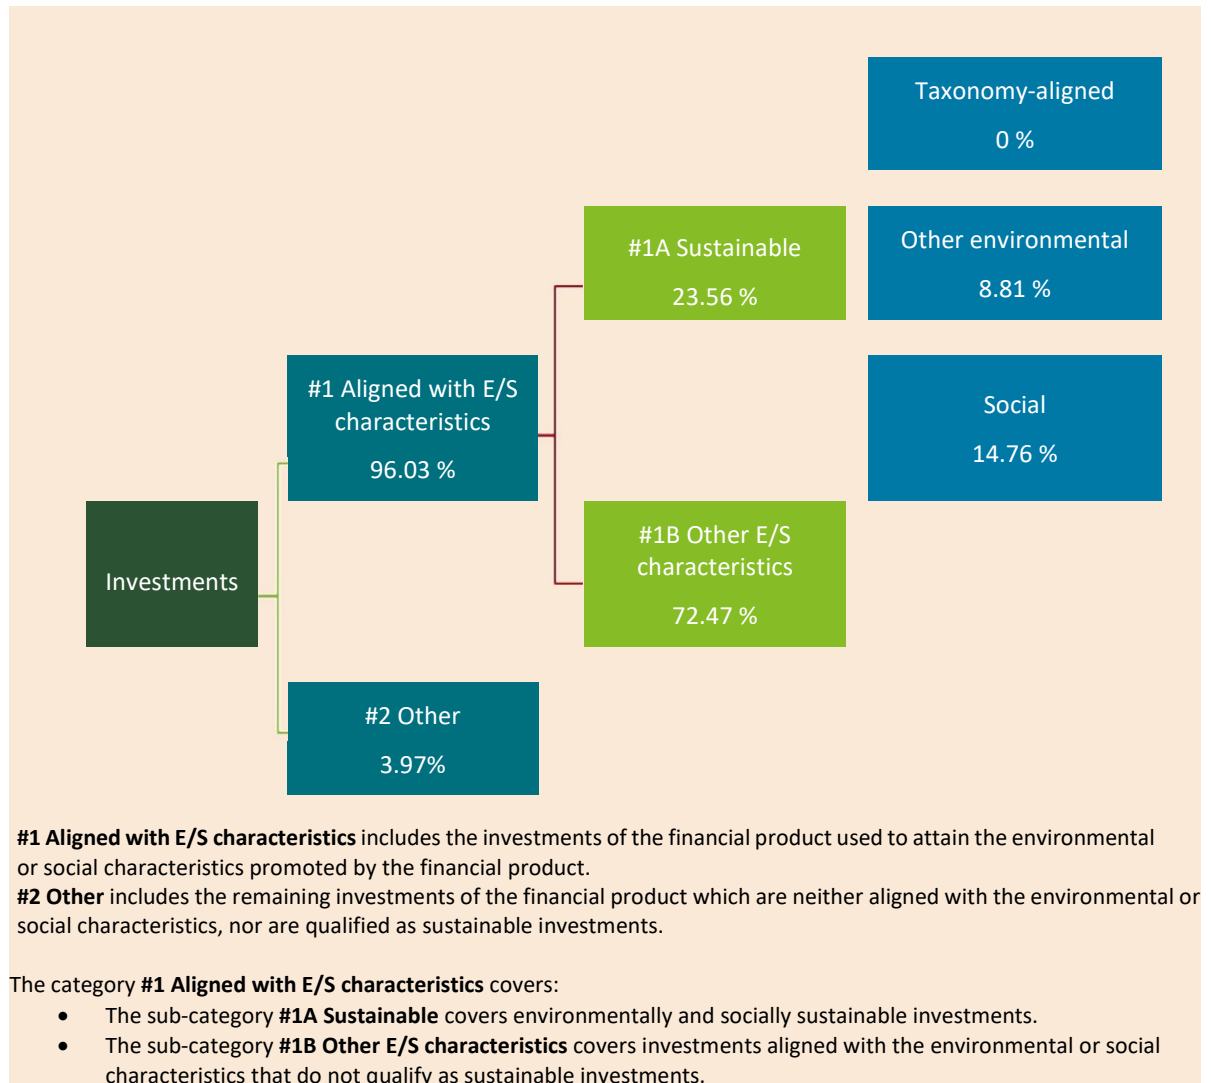 Taxonomy-aligned
0 %
#1A Sustainable
23.56 %
Other environmental
8.81 %
#1 Aligned with E/S
characteristics
96.03 %
Social
14.76 %
Investments
#1B Other E/S
characteristics
72.47 %
#2 Other
3.97%
#1 Aligned with E/S characteristics includes the investments of the financial product used to attain the environmental
or social characteristics promoted by the financial product.
#2 Other includes the remaining investments of the financial product which are neither aligned with the environmental or
social characteristics, nor are qualified as sustainable investments.
The category #1 Aligned with E/S characteristics covers:
• The sub-category #1A Sustainable covers environmentally and socially sustainable investments.
• The sub-category #1B Other E/S characteristics covers investments aligned with the environmental or social
characteristics that do not qualify as sustainable investments.